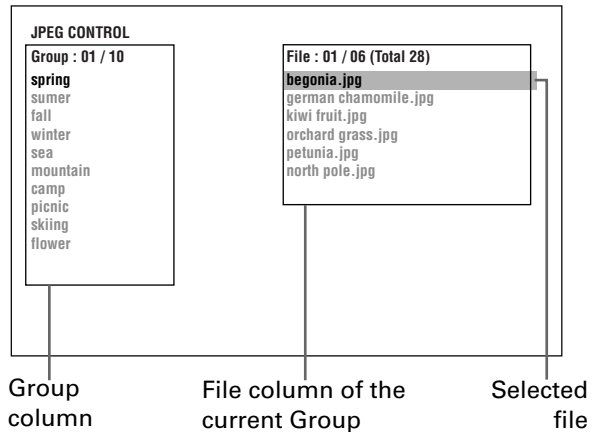 JPEG CONTROL
Group : 01 / 10
spring
sumer
fall
winter
sea
mountain
camp
picnic
skiing
flower
File : 01 / 06 (Total 28)
begonia.jpg
german chamomile.jpg
kiwi fruit.jpg
orchard grass.jpg
petunia.jpg
north pole.jpg
Group
column
File column of the
current Group
Selected
file